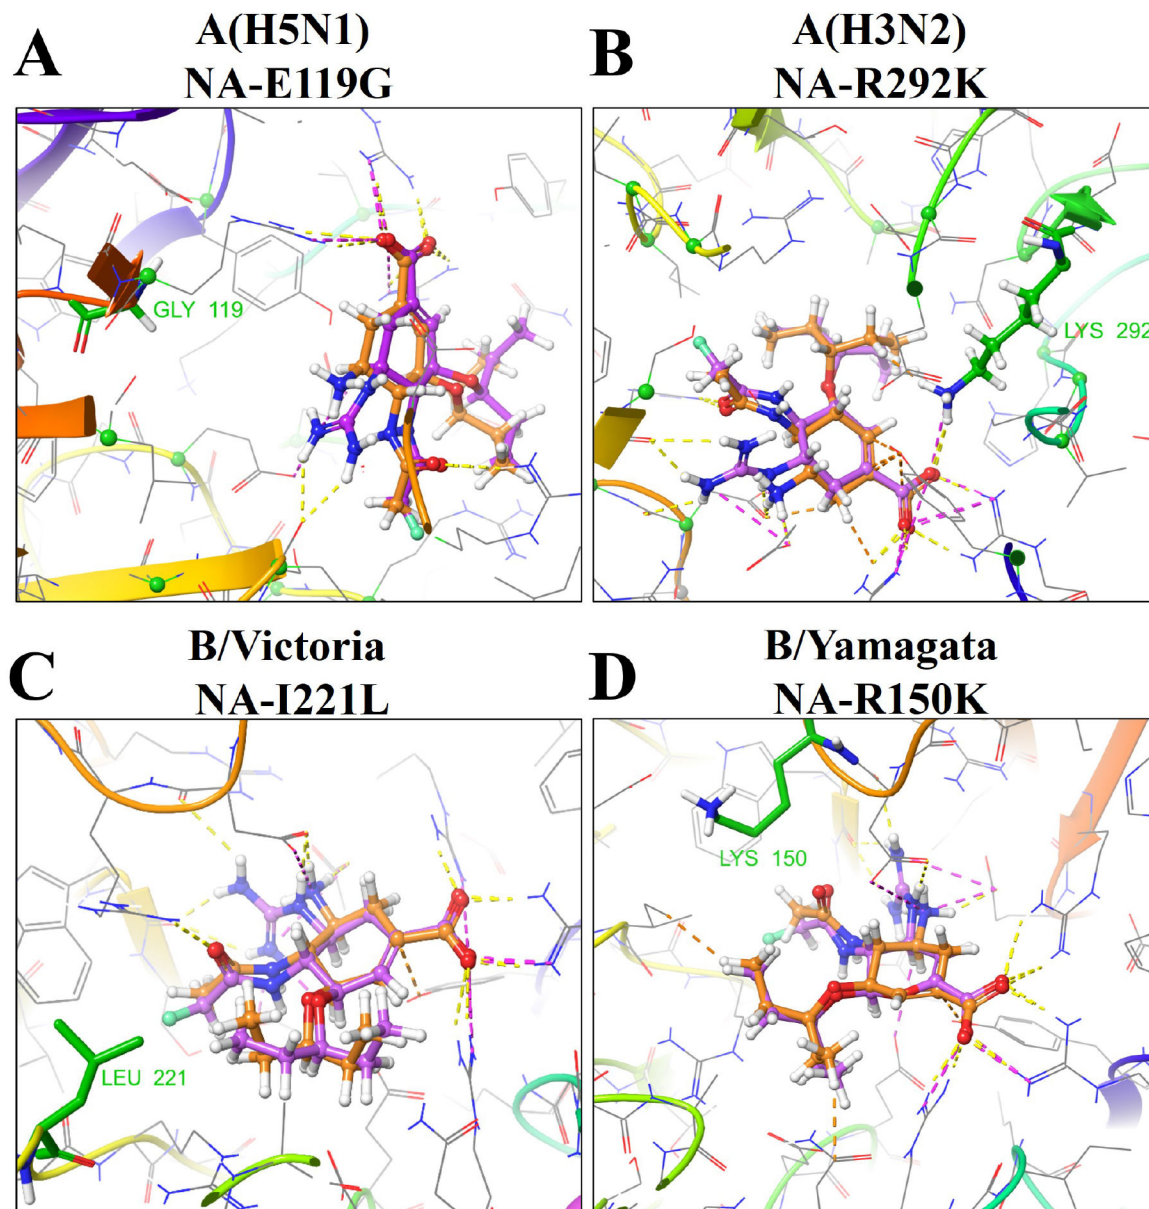 A
A(H5N1)
NA-E119G
GLY 119
B
A(H3N2)
NA-R292K
LYS 292
C
B/Victoria
NA-I221L
LEU 221
D
B/Yamagata
NA-R150K
LYS 150